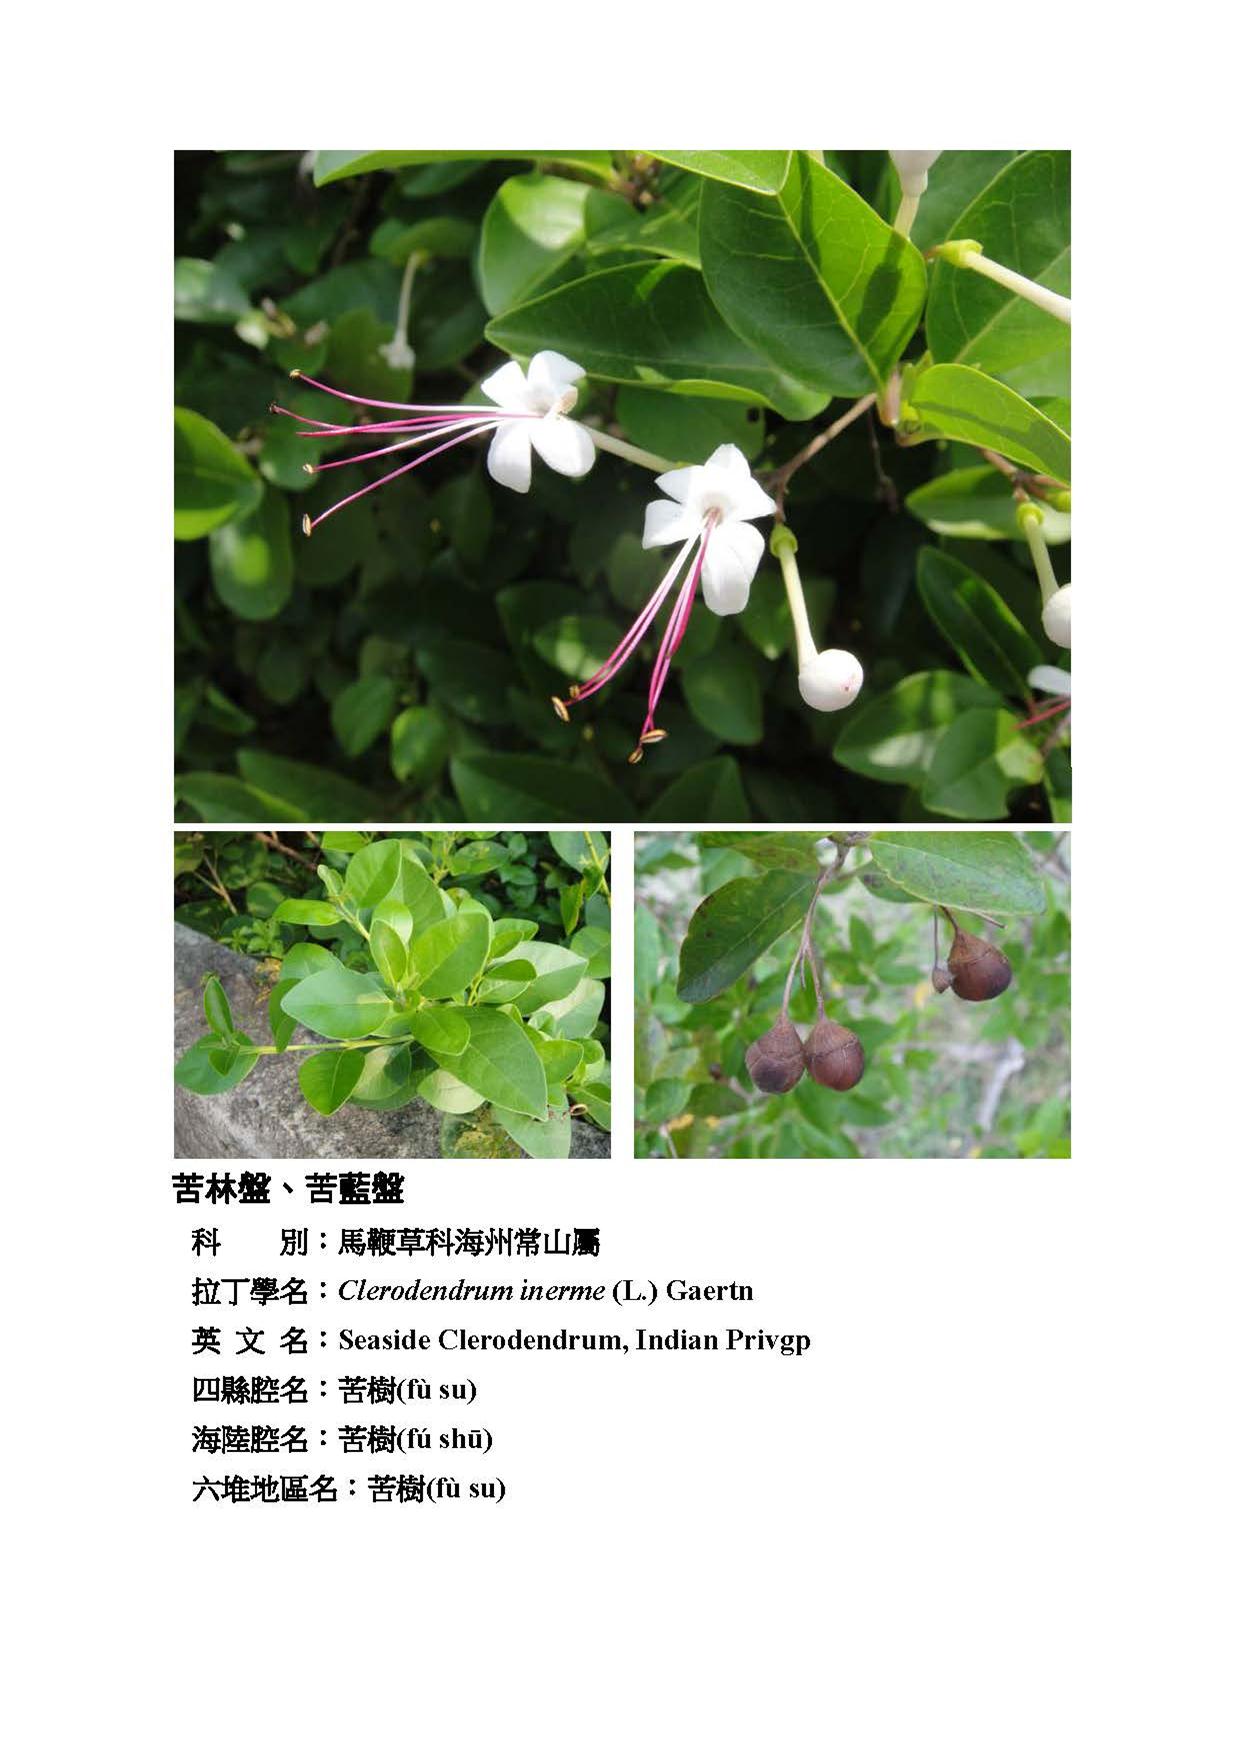 苦林盤、苦藍盤
科　　別：馬鞭草科海州常山屬
拉丁學名：Clerodendrum inerme (L.) Gaertn
英 文 名：Seaside Clerodendrum, Indian Privgp
四縣腔名：苦樹(fù su)
海陸腔名：苦樹(fú shū)
六堆地區名：苦樹(fù su)